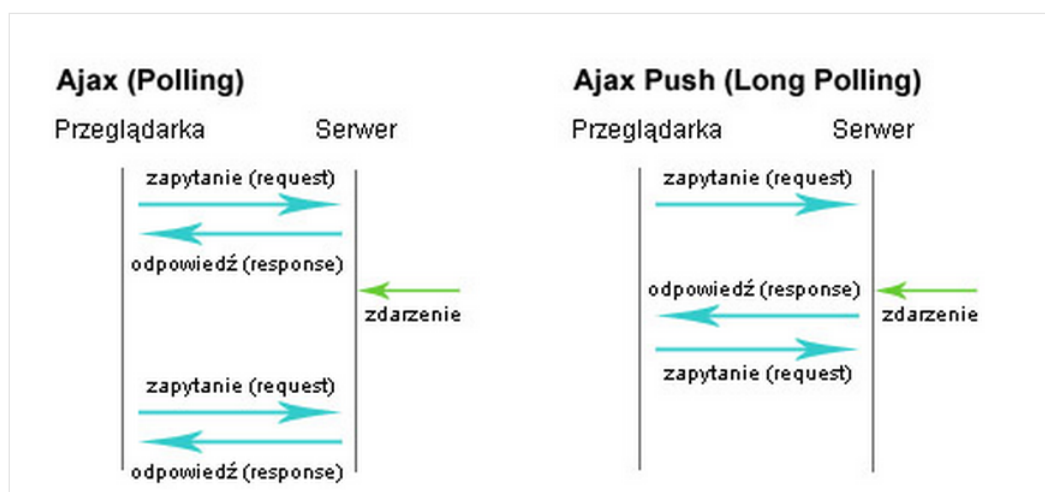 Ajax (Polling)
Przeglądarka
Serwer
zapytanie (request)
odpowiedź (response)
zdarzenie
zapytanie (request)
odpowiedź (response)
Ajax Push (Long Polling)
Przeglądarka
Serwer
zapytanie (request)
odpowiedź (response)
zdarzenie
zapytanie (request)